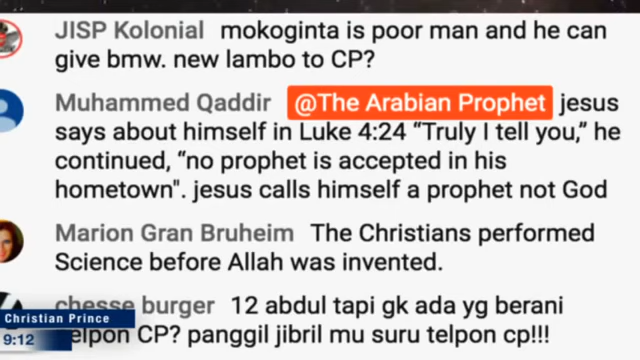 JISP Kolonial mokoginta is poor man and he can
give bmw. new lambo to CP?
Muhammed Qaddir @The Arabian Prophet jesus
says about himself in Luke 4:24 “Truly I tell you,” he
continued, “no prophet is accepted in his
hometown". jesus calls himself a prophet not God
Marion Gran Bruheim The Christians performed
Science before Allah was invented.
chesse burger 12 abdul tapi gk ada yg berani
telpon CP? panggil jibril mu suru telpon cp!!!
Christian Prince
9:12